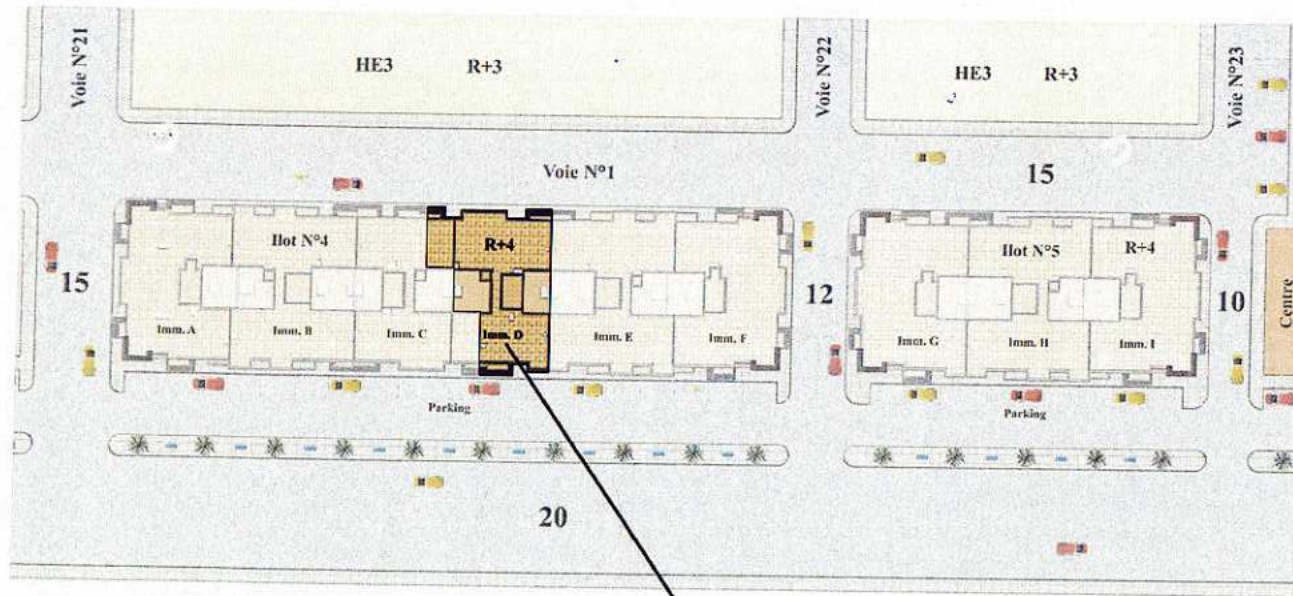 Voie N°21
HE3 R+3
Voie N°22
HE3 R+3
Voie N°23
Voie N°1
15
Ilot N°4
R+4
Ilot N°5
R+4
15
12
10
Centre
Imm. A
Imm. B
Imm. C
Imm. D
Imm. E
Imm. F
Imm. G
Imm. H
Imm. I
Parking
Parking
20